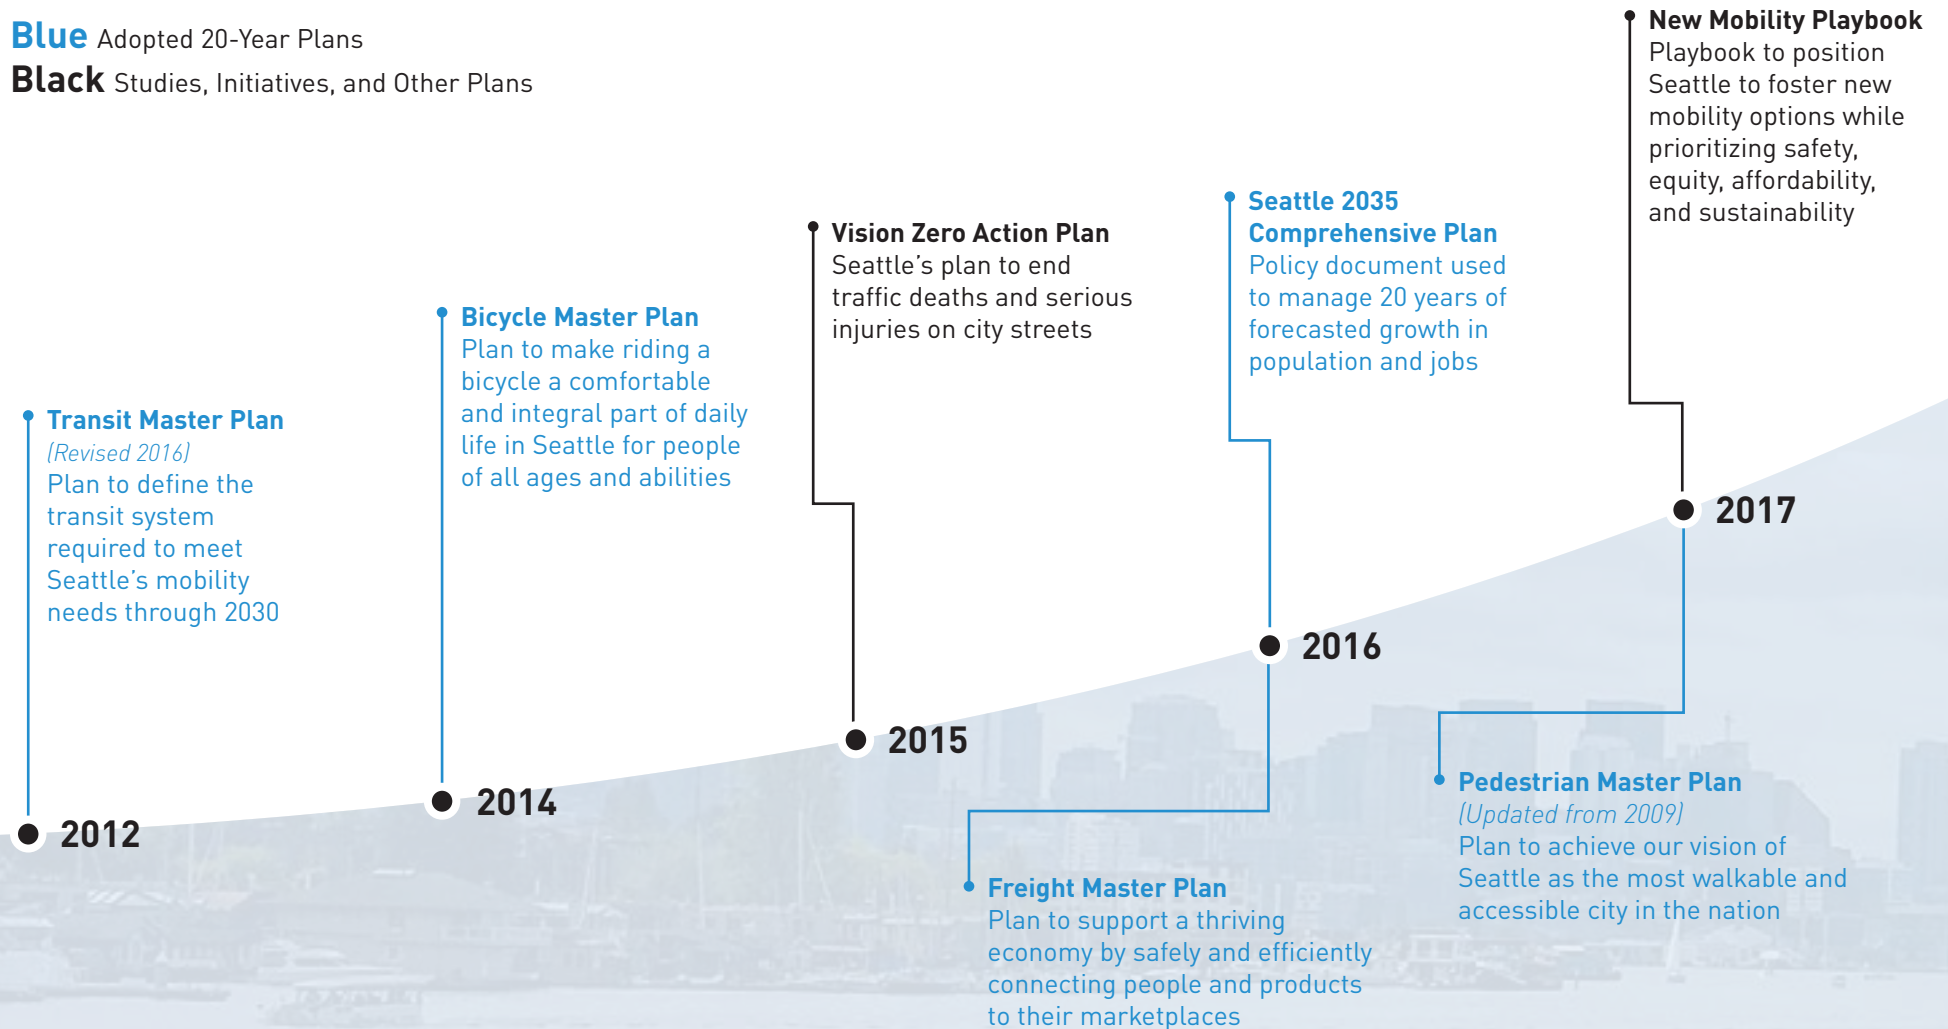 Blue Adopted 20-Year Plans
Black Studies, Initiatives, and Other Plans
Transit Master Plan
(Revised 2016)
Plan to define the
transit system
required to meet
Seattle’s mobility
needs through 2030
2012
Bicycle Master Plan
Plan to make riding a
bicycle a comfortable
and integral part of daily
life in Seattle for people
of all ages and abilities
2014
Vision Zero Action Plan
Seattle’s plan to end
traffic deaths and serious
injuries on city streets
2015
Seattle 2035
Comprehensive Plan
Policy document used
to manage 20 years of
forecasted growth in
population and jobs
2016
Freight Master Plan
Plan to support a thriving
economy by safely and efficiently
connecting people and products
to their marketplaces
New Mobility Playbook
Playbook to position
Seattle to foster new
mobility options while
prioritizing safety,
equity, affordability,
and sustainability
2017
Pedestrian Master Plan
(Updated from 2009)
Plan to achieve our vision of
Seattle as the most walkable and
accessible city in the nation